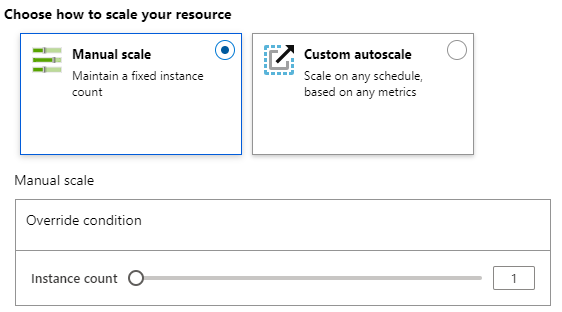 Choose how to scale your resource
Manual scale
Maintain a fixed instance
count
Custom autoscale
Scale on any schedule,
based on any metrics
Manual scale
Override condition
Instance count
1